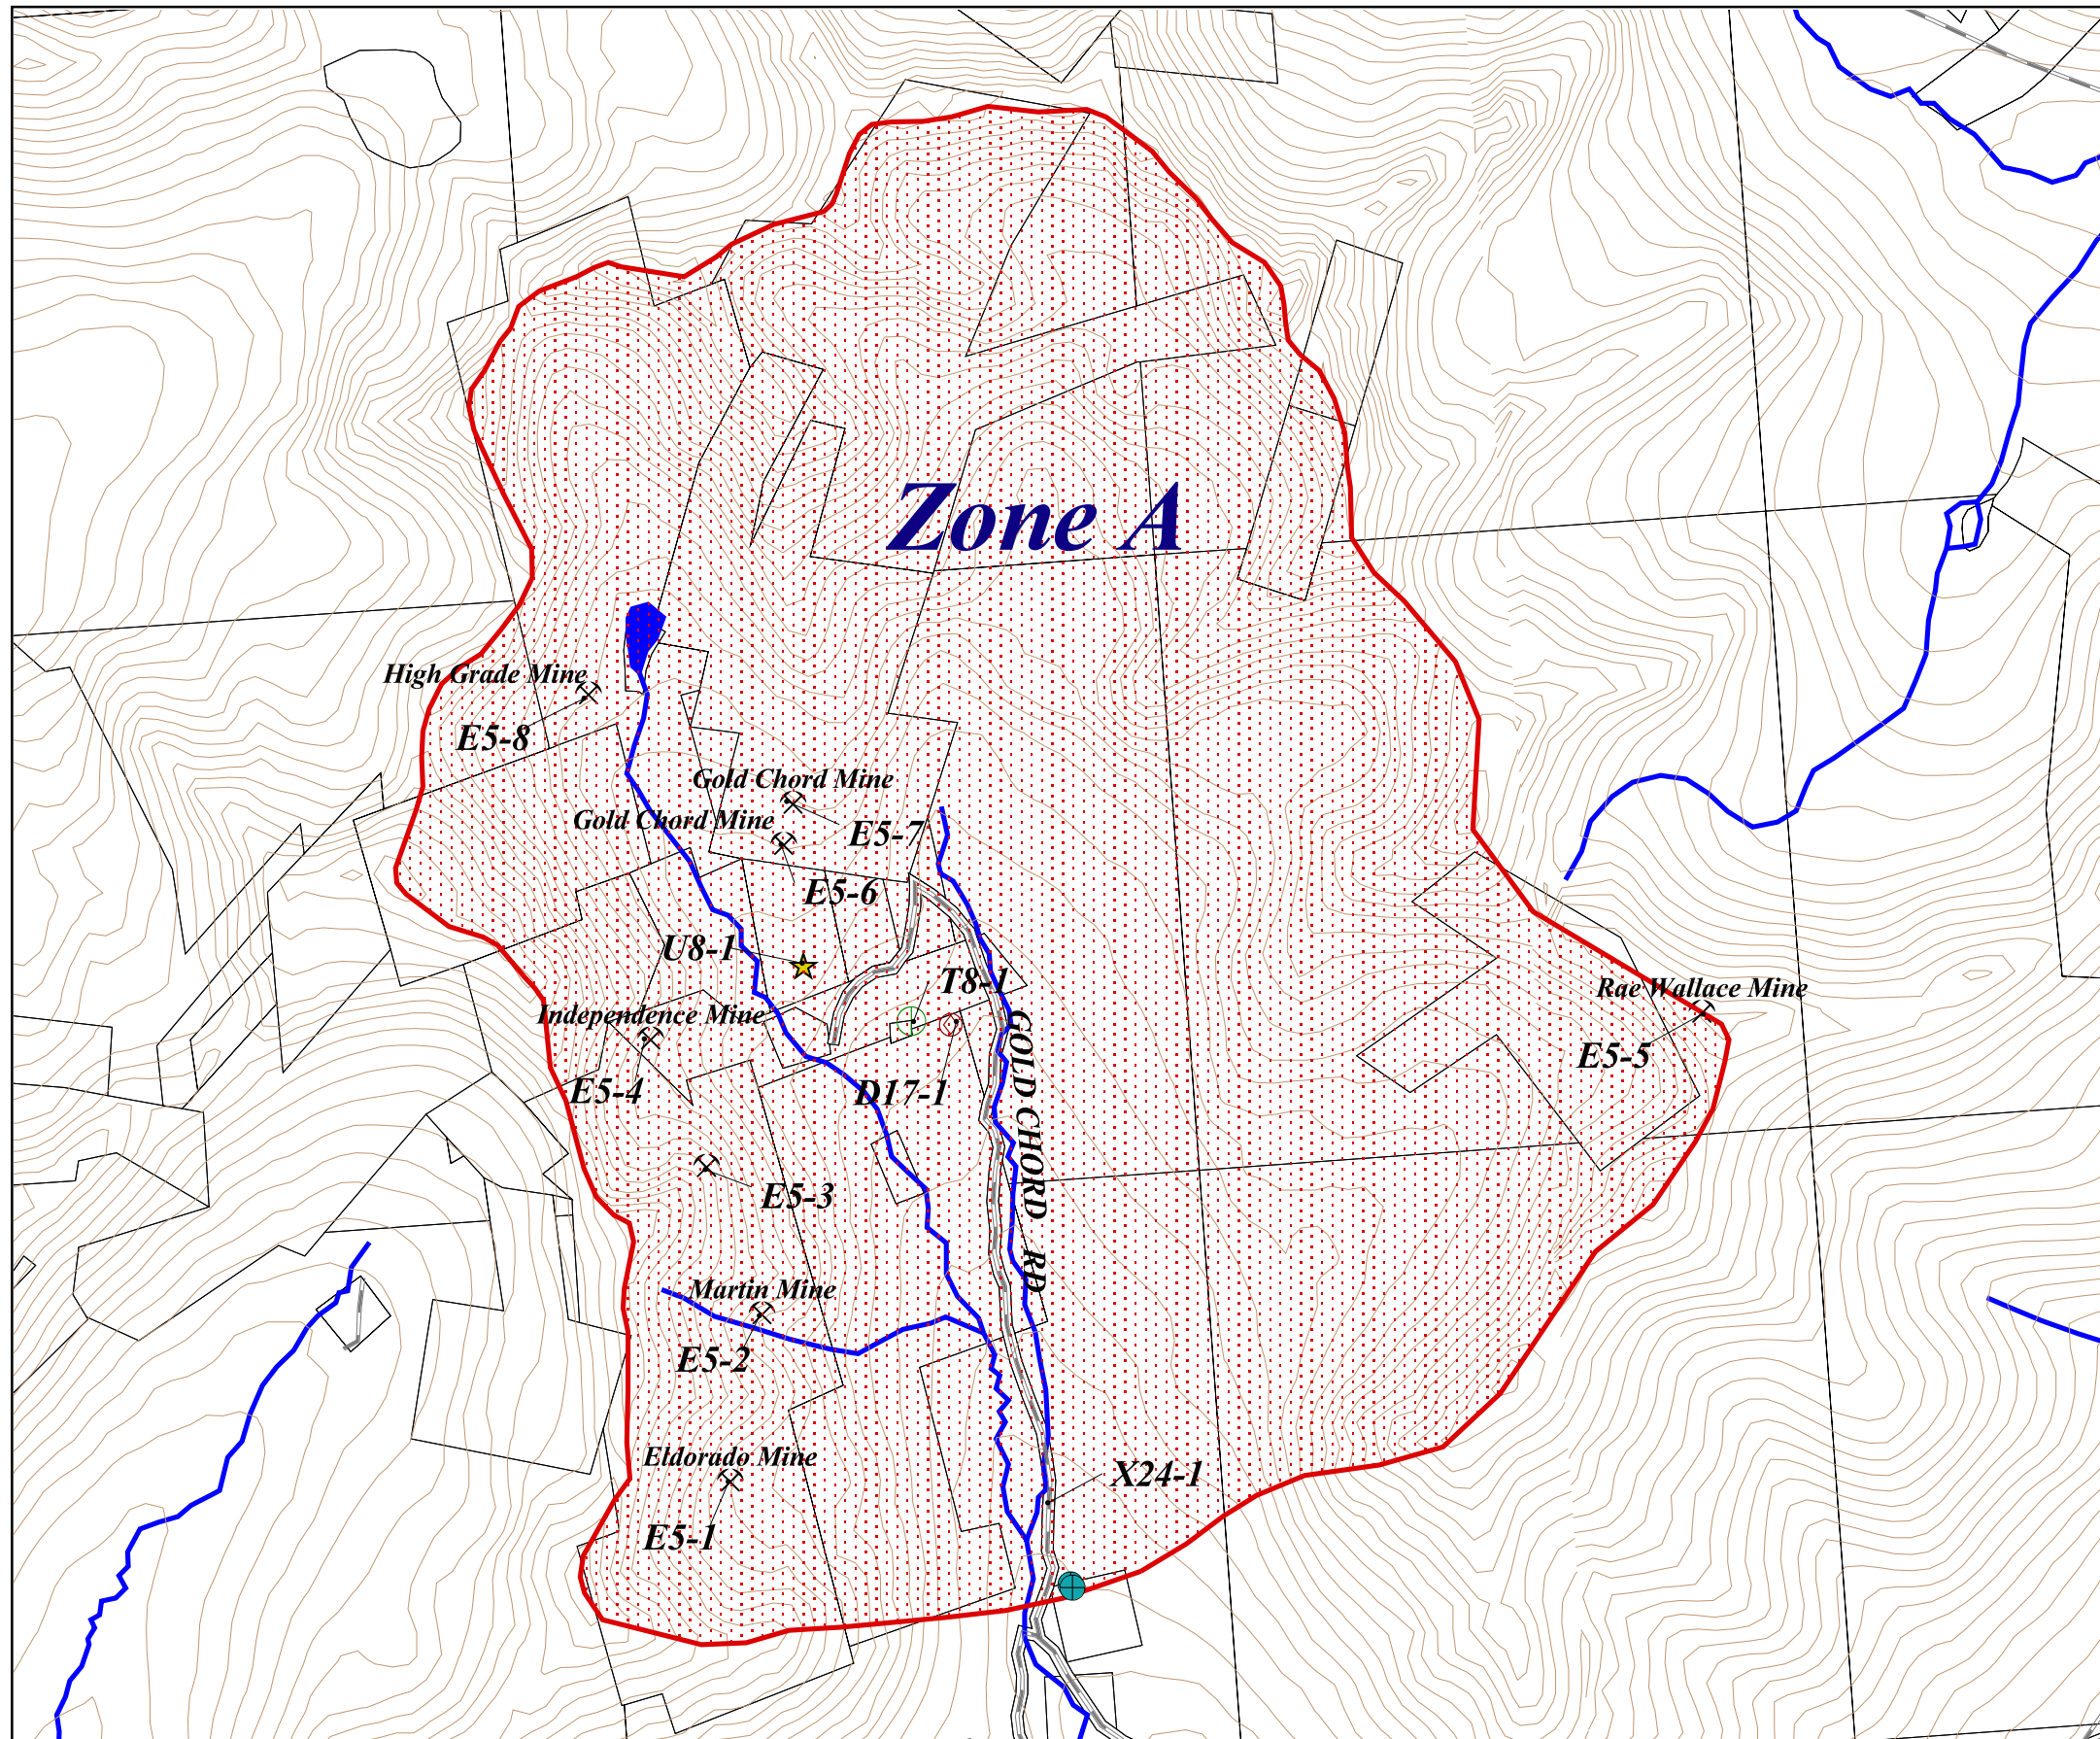 Zone A
High Grade Mine
E5-8
Gold Chord Mine
Gold Chord Mine
E5-7
E5-6
U8-1
T8-1
Rae Wallace Mine
Independence Mine
E5-5
E5-4
D17-1
GOLD CHORD RD
E5-3
Martin Mine
E5-2
Eldorado Mine
X24-1
E5-1